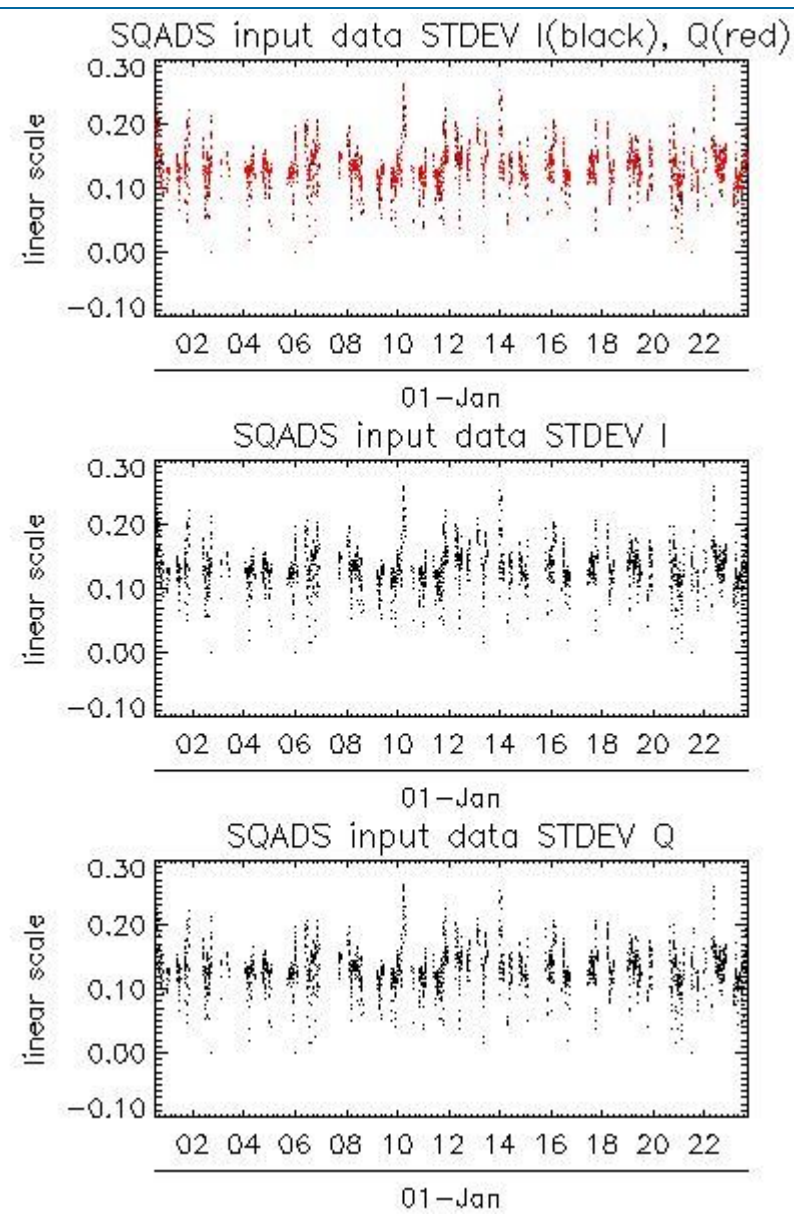 SQADS input data STDEV I(black), Q(red)
0.30
0.20
0.10
0.00
−0.10
linear scale
02 04 06 08 10 12 14 16 18 20 22
01−Jan
SQADS input data STDEV I
0.30
0.20
0.10
0.00
−0.10
linear scale
02 04 06 08 10 12 14 16 18 20 22
01−Jan
SQADS input data STDEV Q
0.30
0.20
0.10
0.00
−0.10
linear scale
02 04 06 08 10 12 14 16 18 20 22
01−Jan